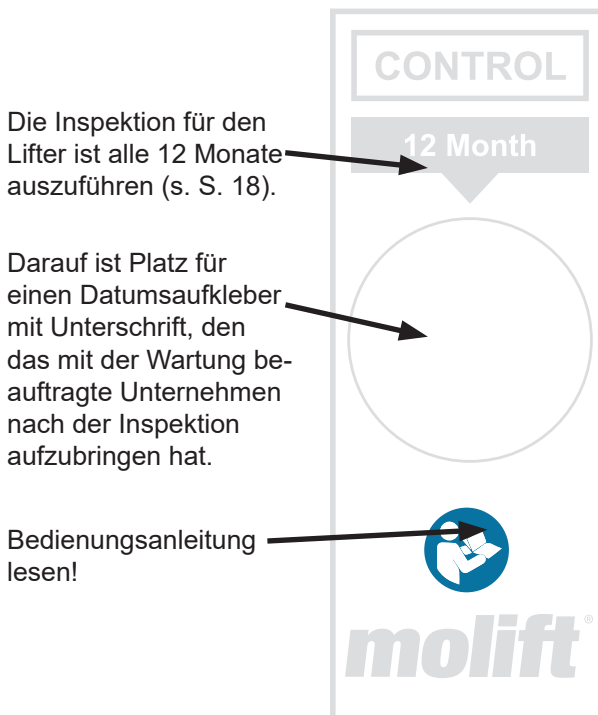 CONTROL
12 Month
Die Inspektion für den
Lifter ist alle 12 Monate
auszuführen (s. S. 18).
Darauf ist Platz für
einen Datumsaufkleber
mit Unterschrift, den
das mit der Wartung be-
auftragte Unternehmen
nach der Inspektion
aufzubringen hat.
Bedienungsanleitung
lesen!
molift®